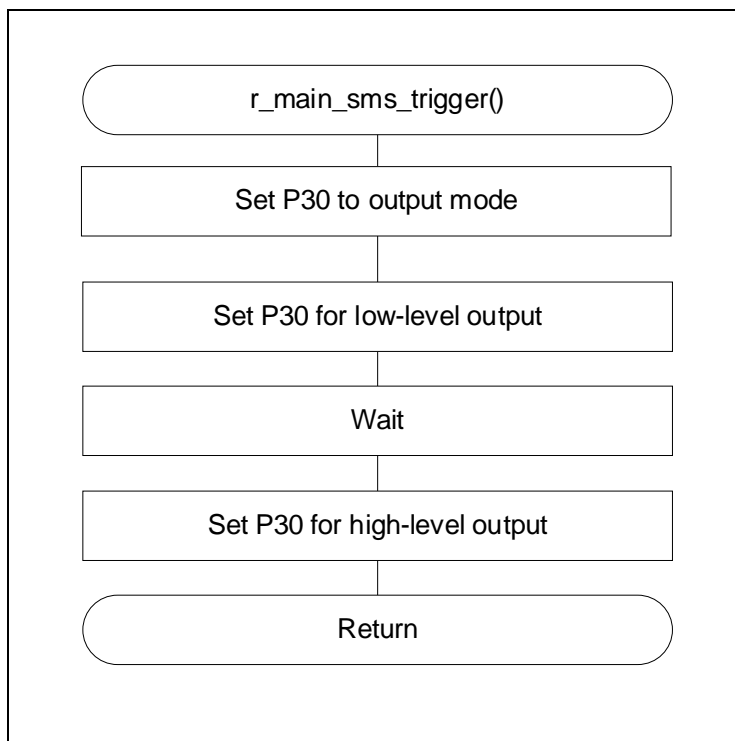 r_main_sms_trigger()
Set P30 to output mode
Set P30 for low-level output
Wait
Set P30 for high-level output
Return